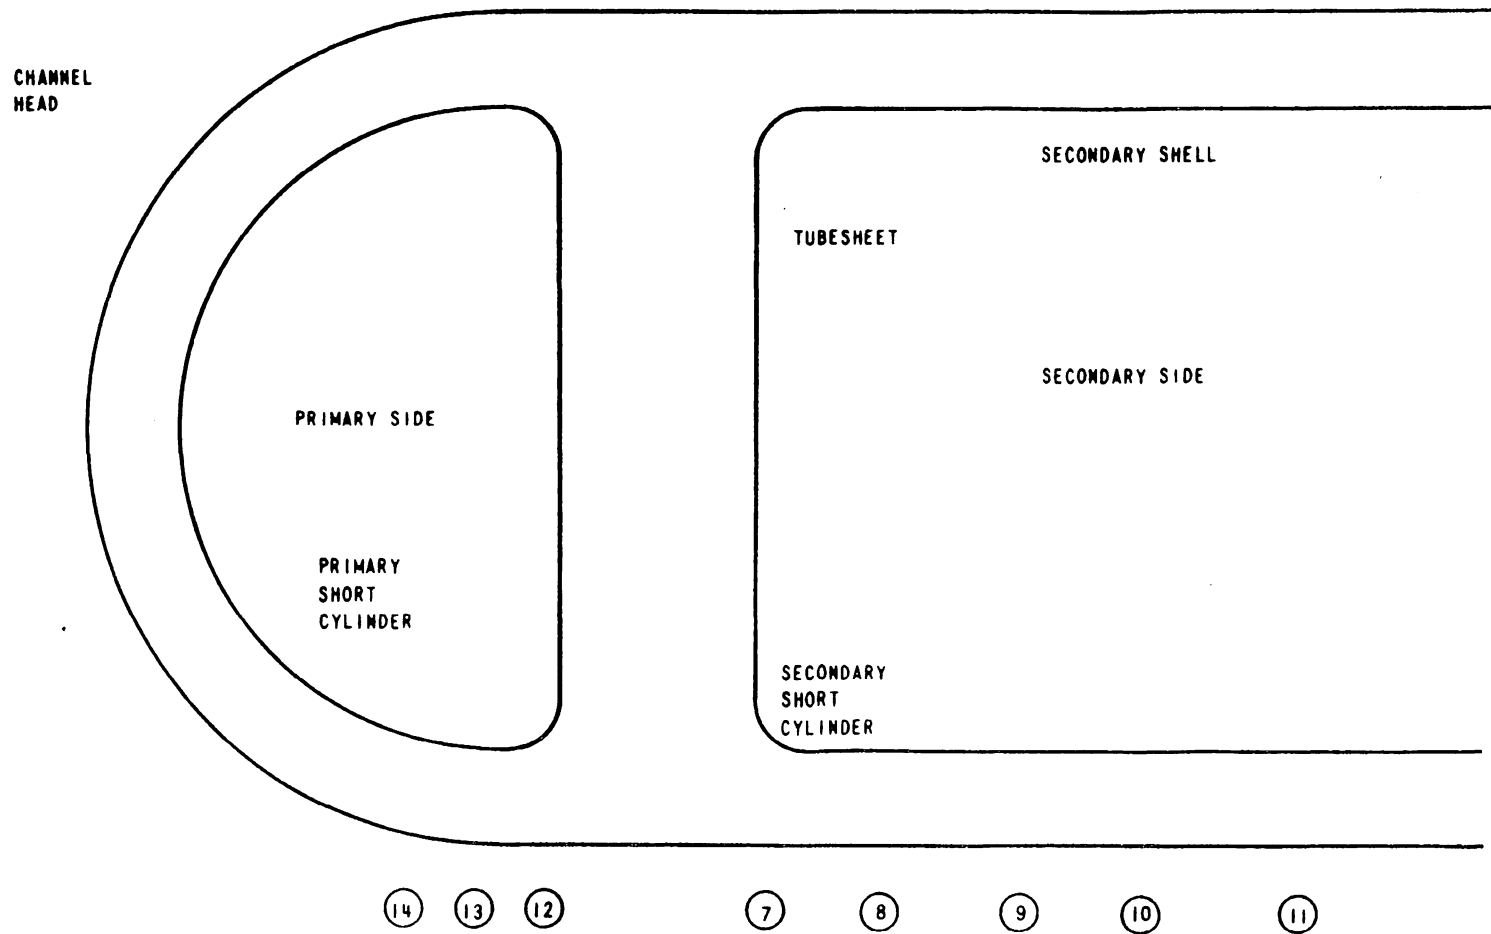 CHANNEL
HEAD
SECONDARY SHELL
TUBESHEET
SECONDARY SIDE
PRIMARY SIDE
PRIMARY
SHORT
CYLINDER
SECONDARY
SHORT
CYLINDER
14 13 12 7 8 9 10 11